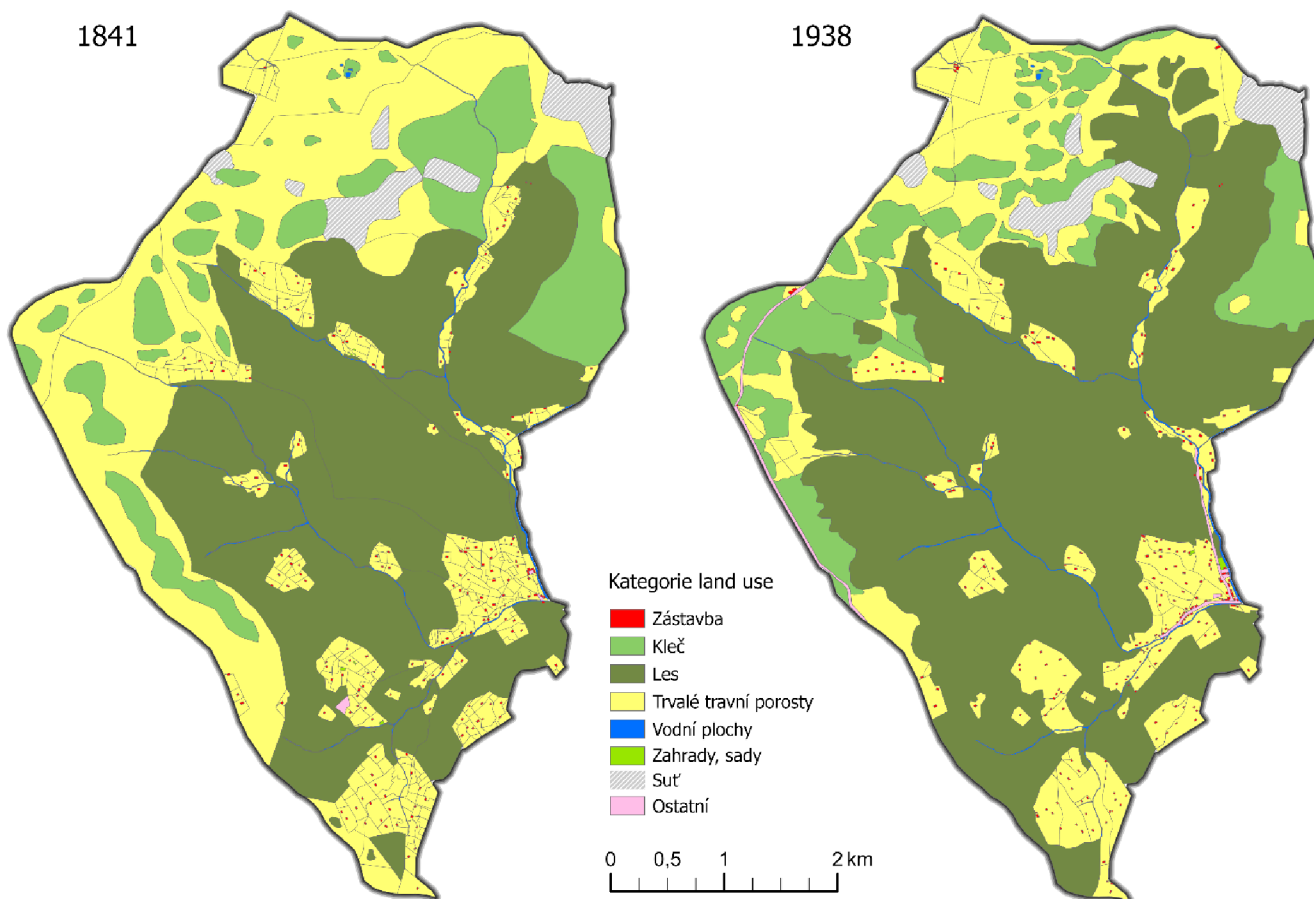 1841
1938
Kategorie land use
Zástavba
Kleč
Les
Trvalé travní porosty
Vodní plochy
Zahrady, sady
Suť
Ostatní
0 0,5 1 2 km